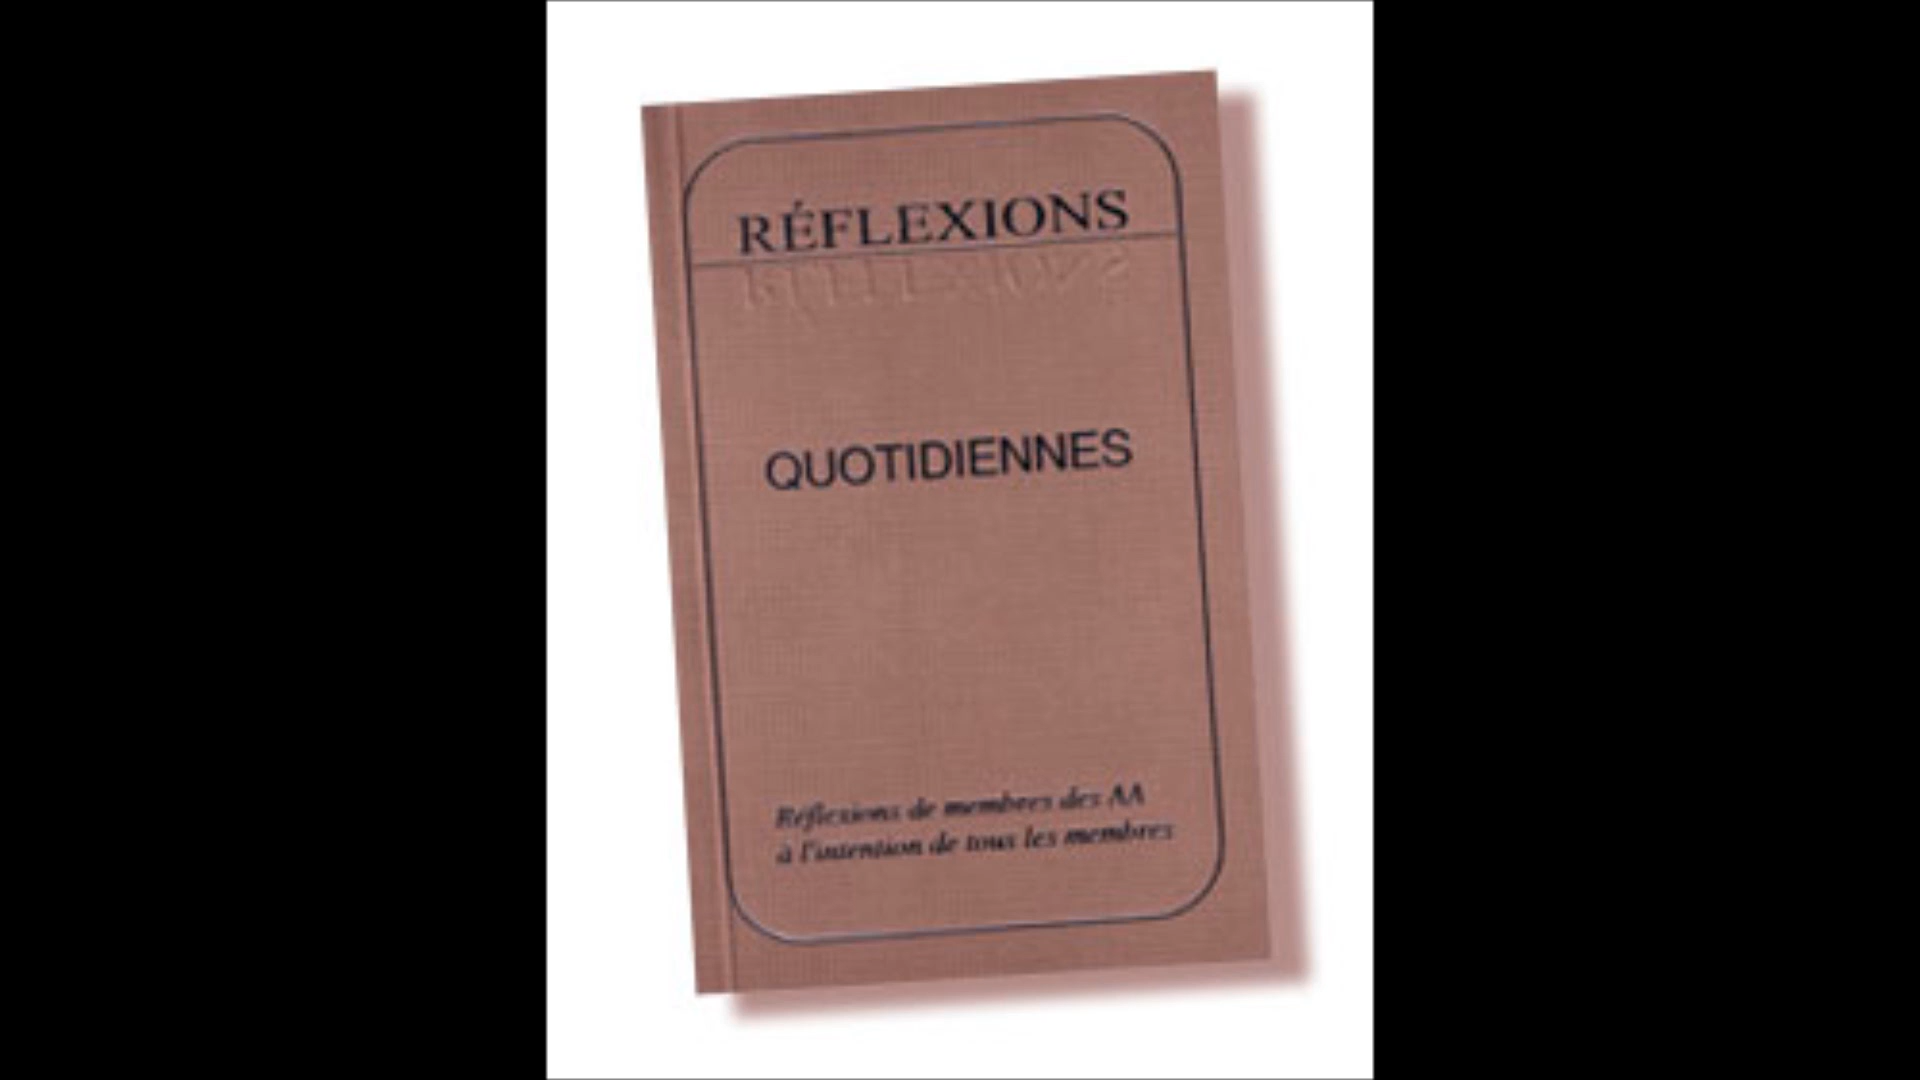 RÉFLEXIONS
QUOTIDIENNES
Réflexions de membres des AA
à l'intention de tous les membres